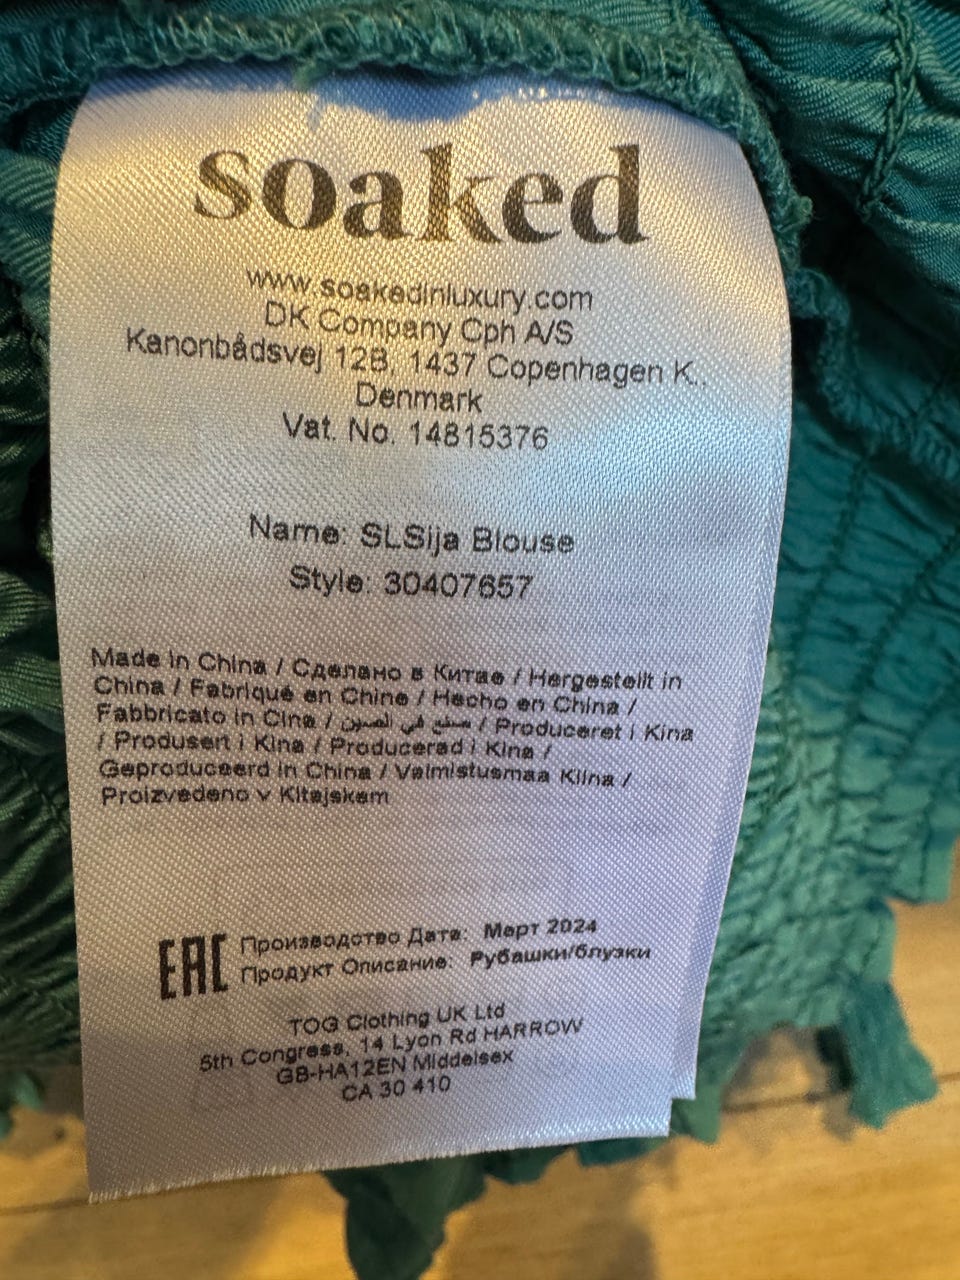 soaked
www.soakedinluxury.com
DK Company Cph A/S
Kanonbådsvej 12B, 1437 Copenhagen K.,
Denmark
Vat. No. 14815376
Name: SLSija Blouse
Style: 30407657
Made in China / Сделано в Китае / Hergestellt in
China / Fabriqué en Chine / Hecho en China /
Fabbricato in Cina / صنع في الصين / Produceret i Kina
/ Produsert i Kina / Producerad i Kina /
Geproduceerd in China / Valmistusmaa Kiina /
Proizvedeno v Kitajskem
EAC Производство Дата: Март 2024
Продукт Описание: Рубашки/блузки
TOG Clothing UK Ltd
5th Congress, 14 Lyon Rd HARROW
GB-HA12EN Middelsex
CA 30 410